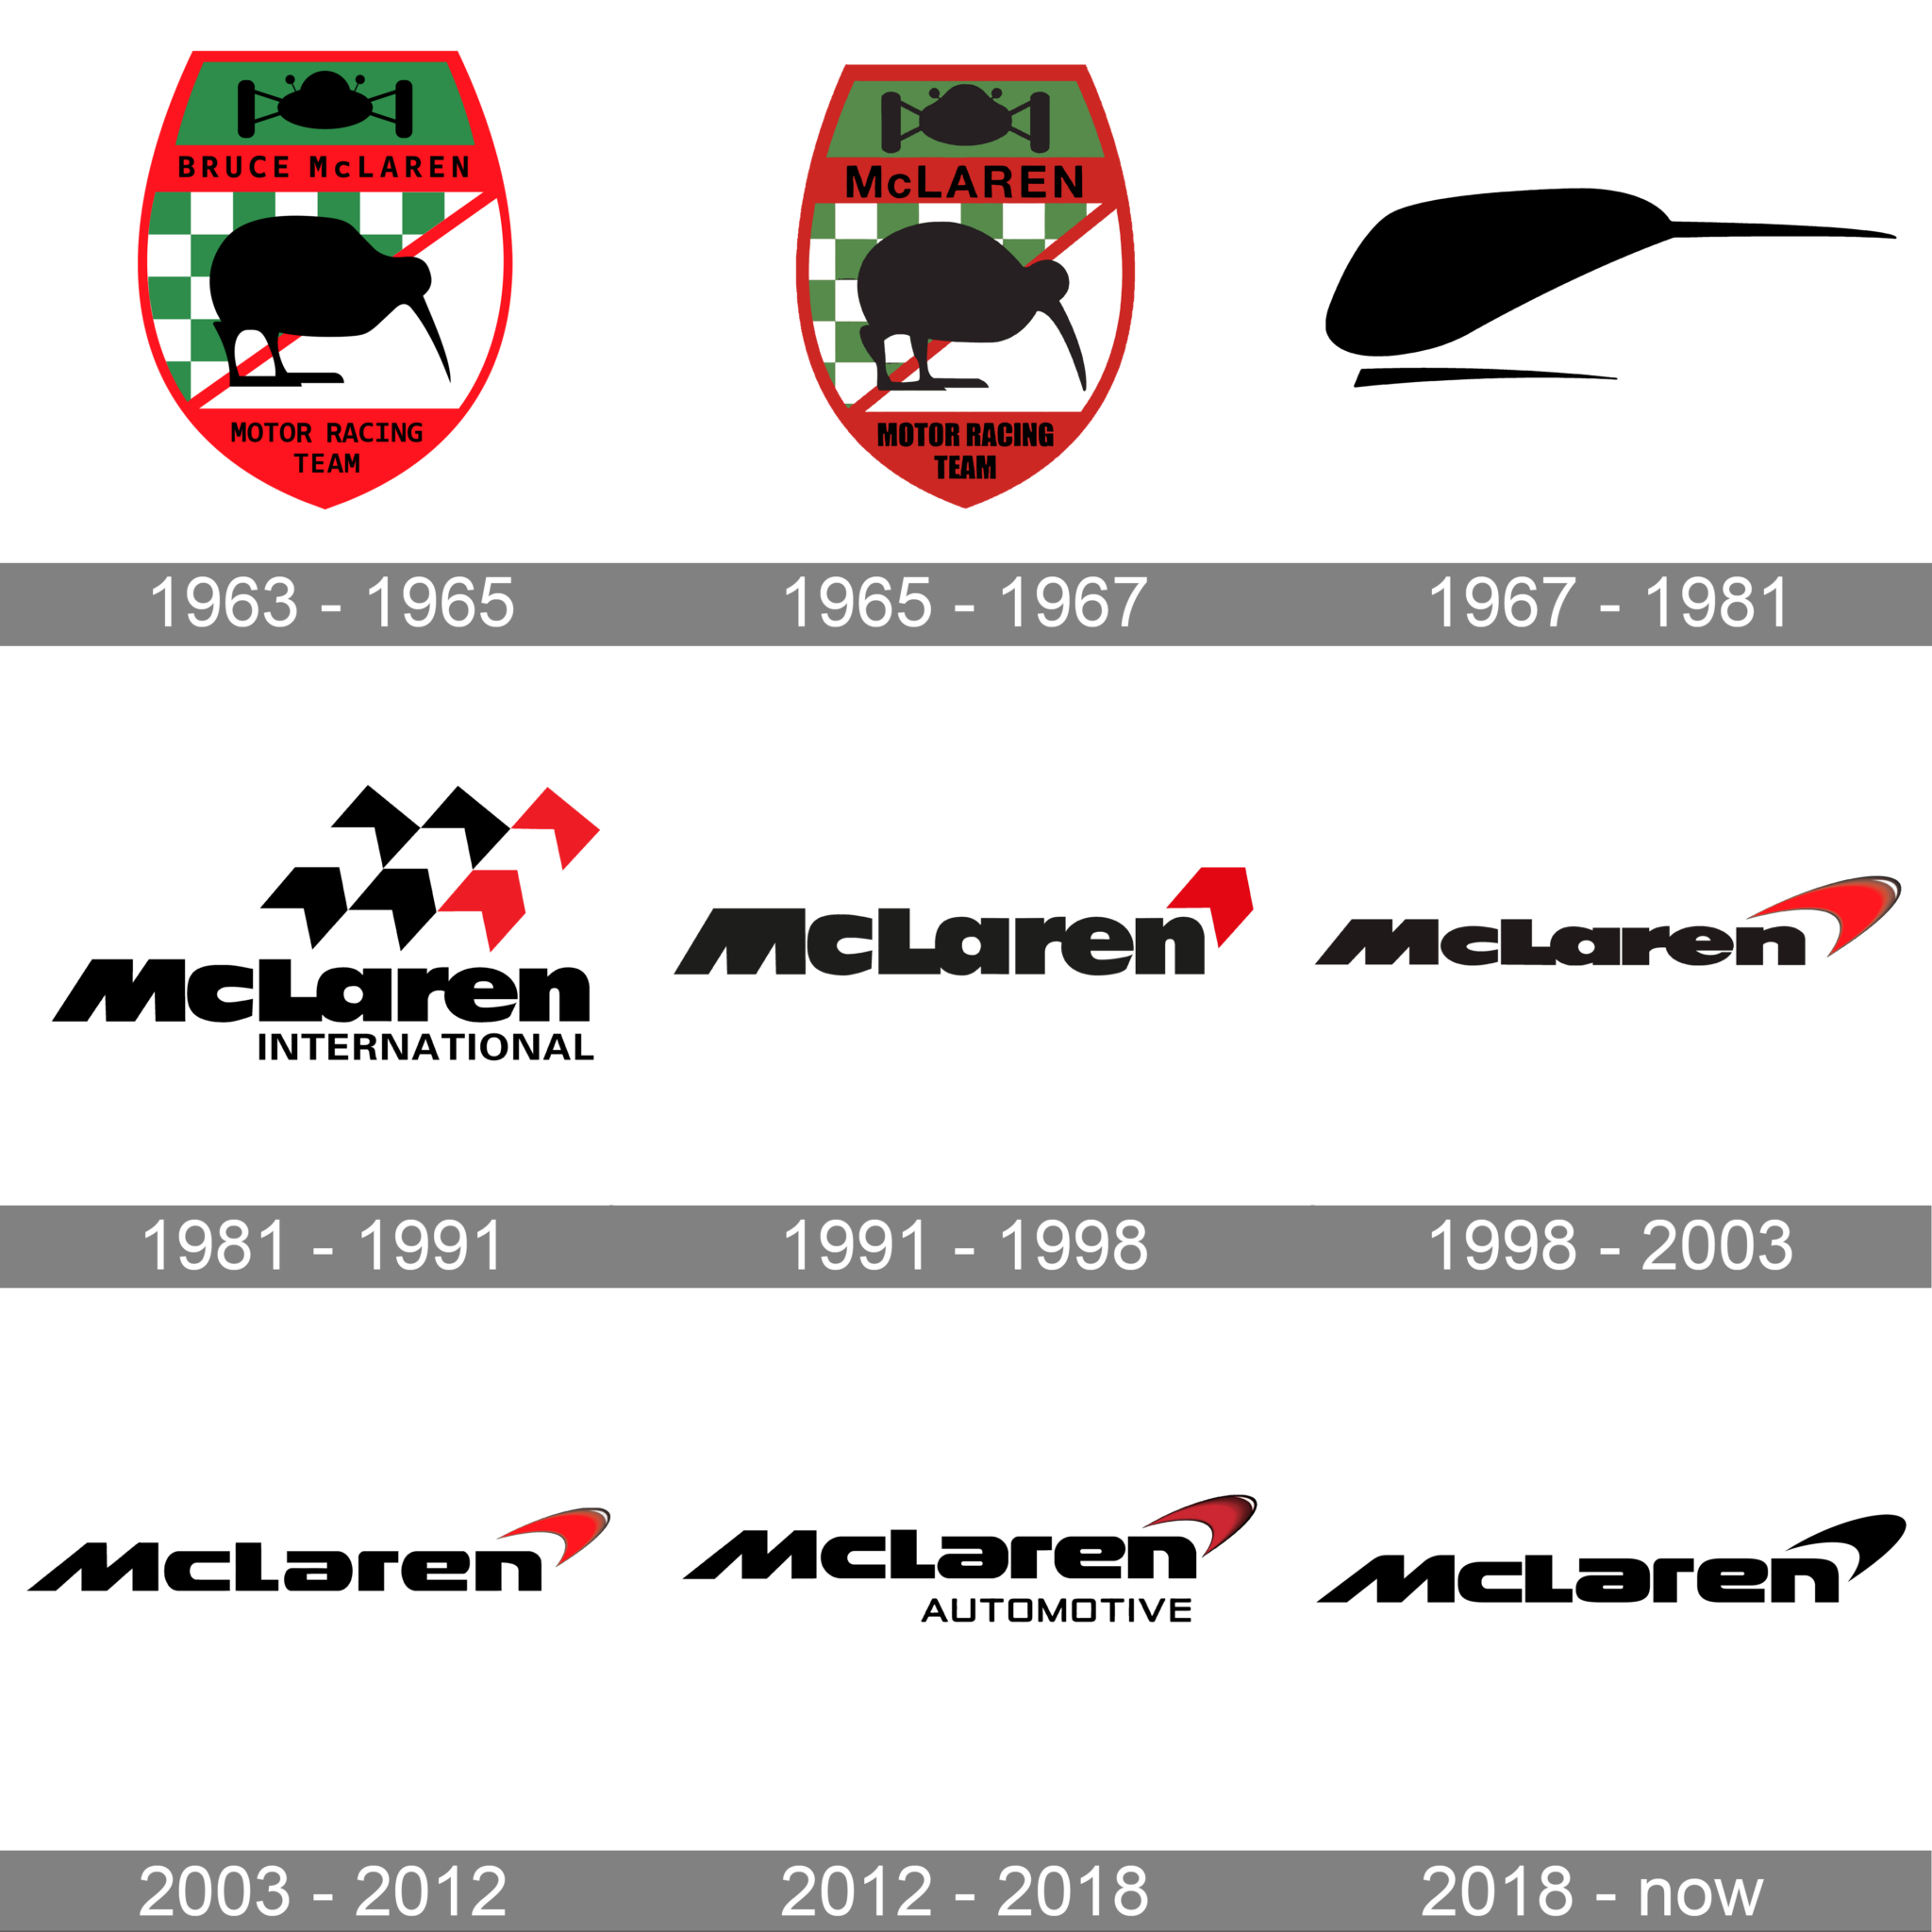 BRUCE McLAREN
MOTOR RACING
TEAM
McLAREN
MOTOR RACING
TEAM
1963 - 1965
1965 - 1967
1967 - 1981
McLaren
INTERNATIONAL
McLaren
McLaren
1981 - 1991
1991 - 1998
1998 - 2003
McLaren
McLaren
AUTOMOTIVE
McLaren
2003 - 2012
2012 - 2018
2018 - now